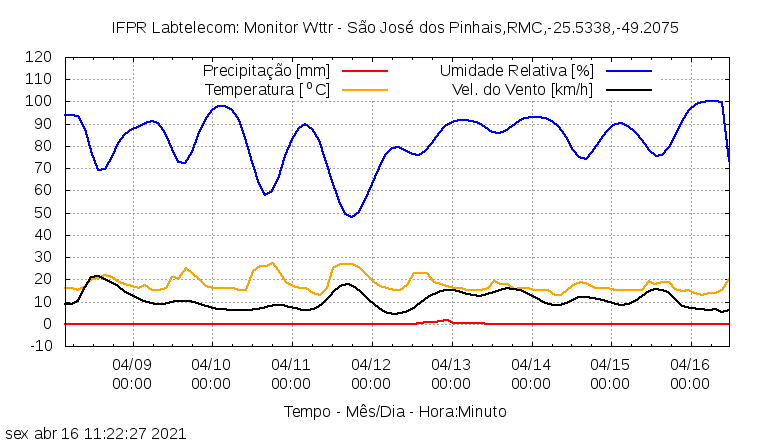 IFPR Labtelecom: Monitor Wttr - São José dos Pinhais,RMC,-25.5338,-49.2075
Precipitação [mm]
Temperatura [⁰C]
Umidade Relativa [%]
Vel. do Vento [km/h]
120
110
100
90
80
70
60
50
40
30
20
10
0
-10
04/09 04/10 04/11 04/12 04/13 04/14 04/15 04/16
00:00 00:00 00:00 00:00 00:00 00:00 00:00 00:00
Tempo - Mês/Dia - Hora:Minuto
sex abr 16 11:22:27 2021